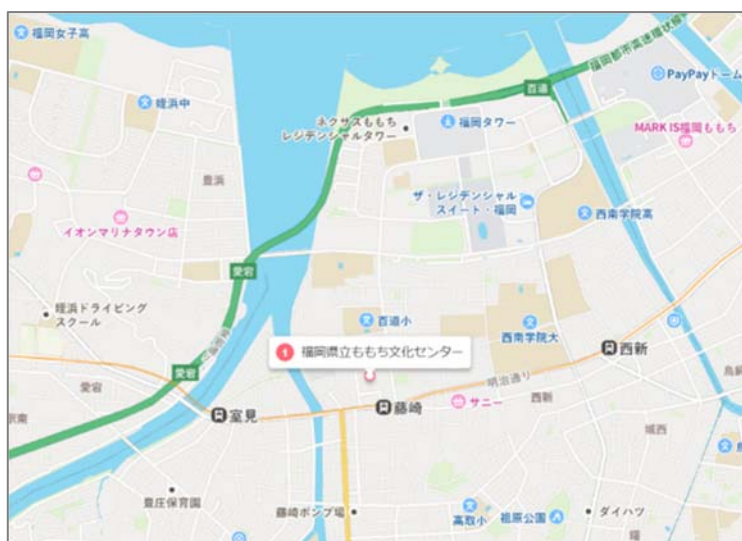 福岡女子高
福岡都市高速環状線
百道
PayPayドーム
姪浜中
ネクサスももち
レジデンシャルタワー
福岡タワー
MARK IS福岡ももち
豊浜
ザ・レジデンシャル
スイート・福岡
西南学院高
イオンマリナタウン店
愛宕
姪浜ドライビング
スクール
百道小
西南学院大
西新
1 福岡県立ももち文化センター
愛宕
愛宕
明治通り
鳥飼
室見
藤崎
サニー
西新
城西
豊庄保育園
藤崎ポンプ場
高取小
祖原公園
ダイハツ
曙